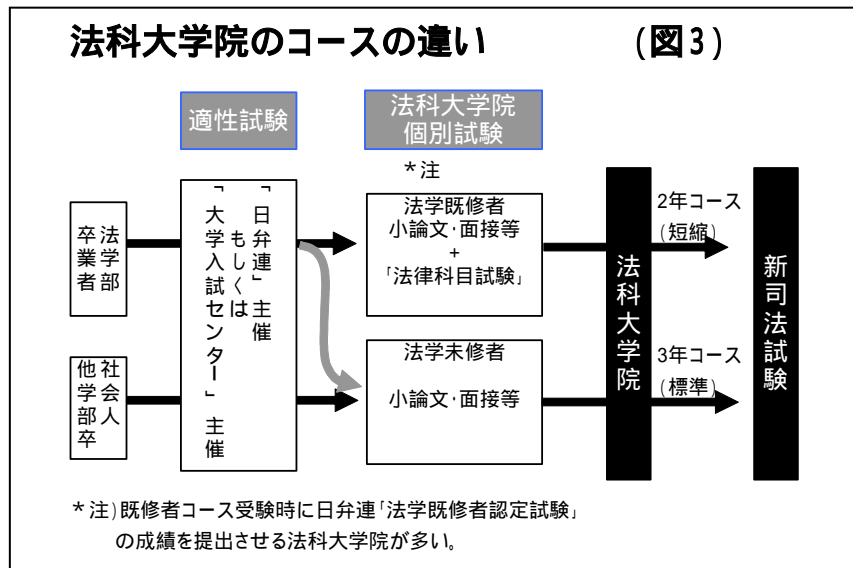 法科大学院のコースの違い (図3)
適性試験
法科大学院
個別試験
*注
法学部
卒業者
社会人
他学部卒
「日弁連」主催
もしくは
「大学入試センター」主催
法学既修者
小論文・面接等
+
「法律科目試験」
法学未修者
小論文・面接等
法科大学院
2年コース
(短縮)
3年コース
(標準)
新司法試験
*注)既修者コース受験時に日弁連「法学既修者認定試験」
の成績を提出させる法科大学院が多い。